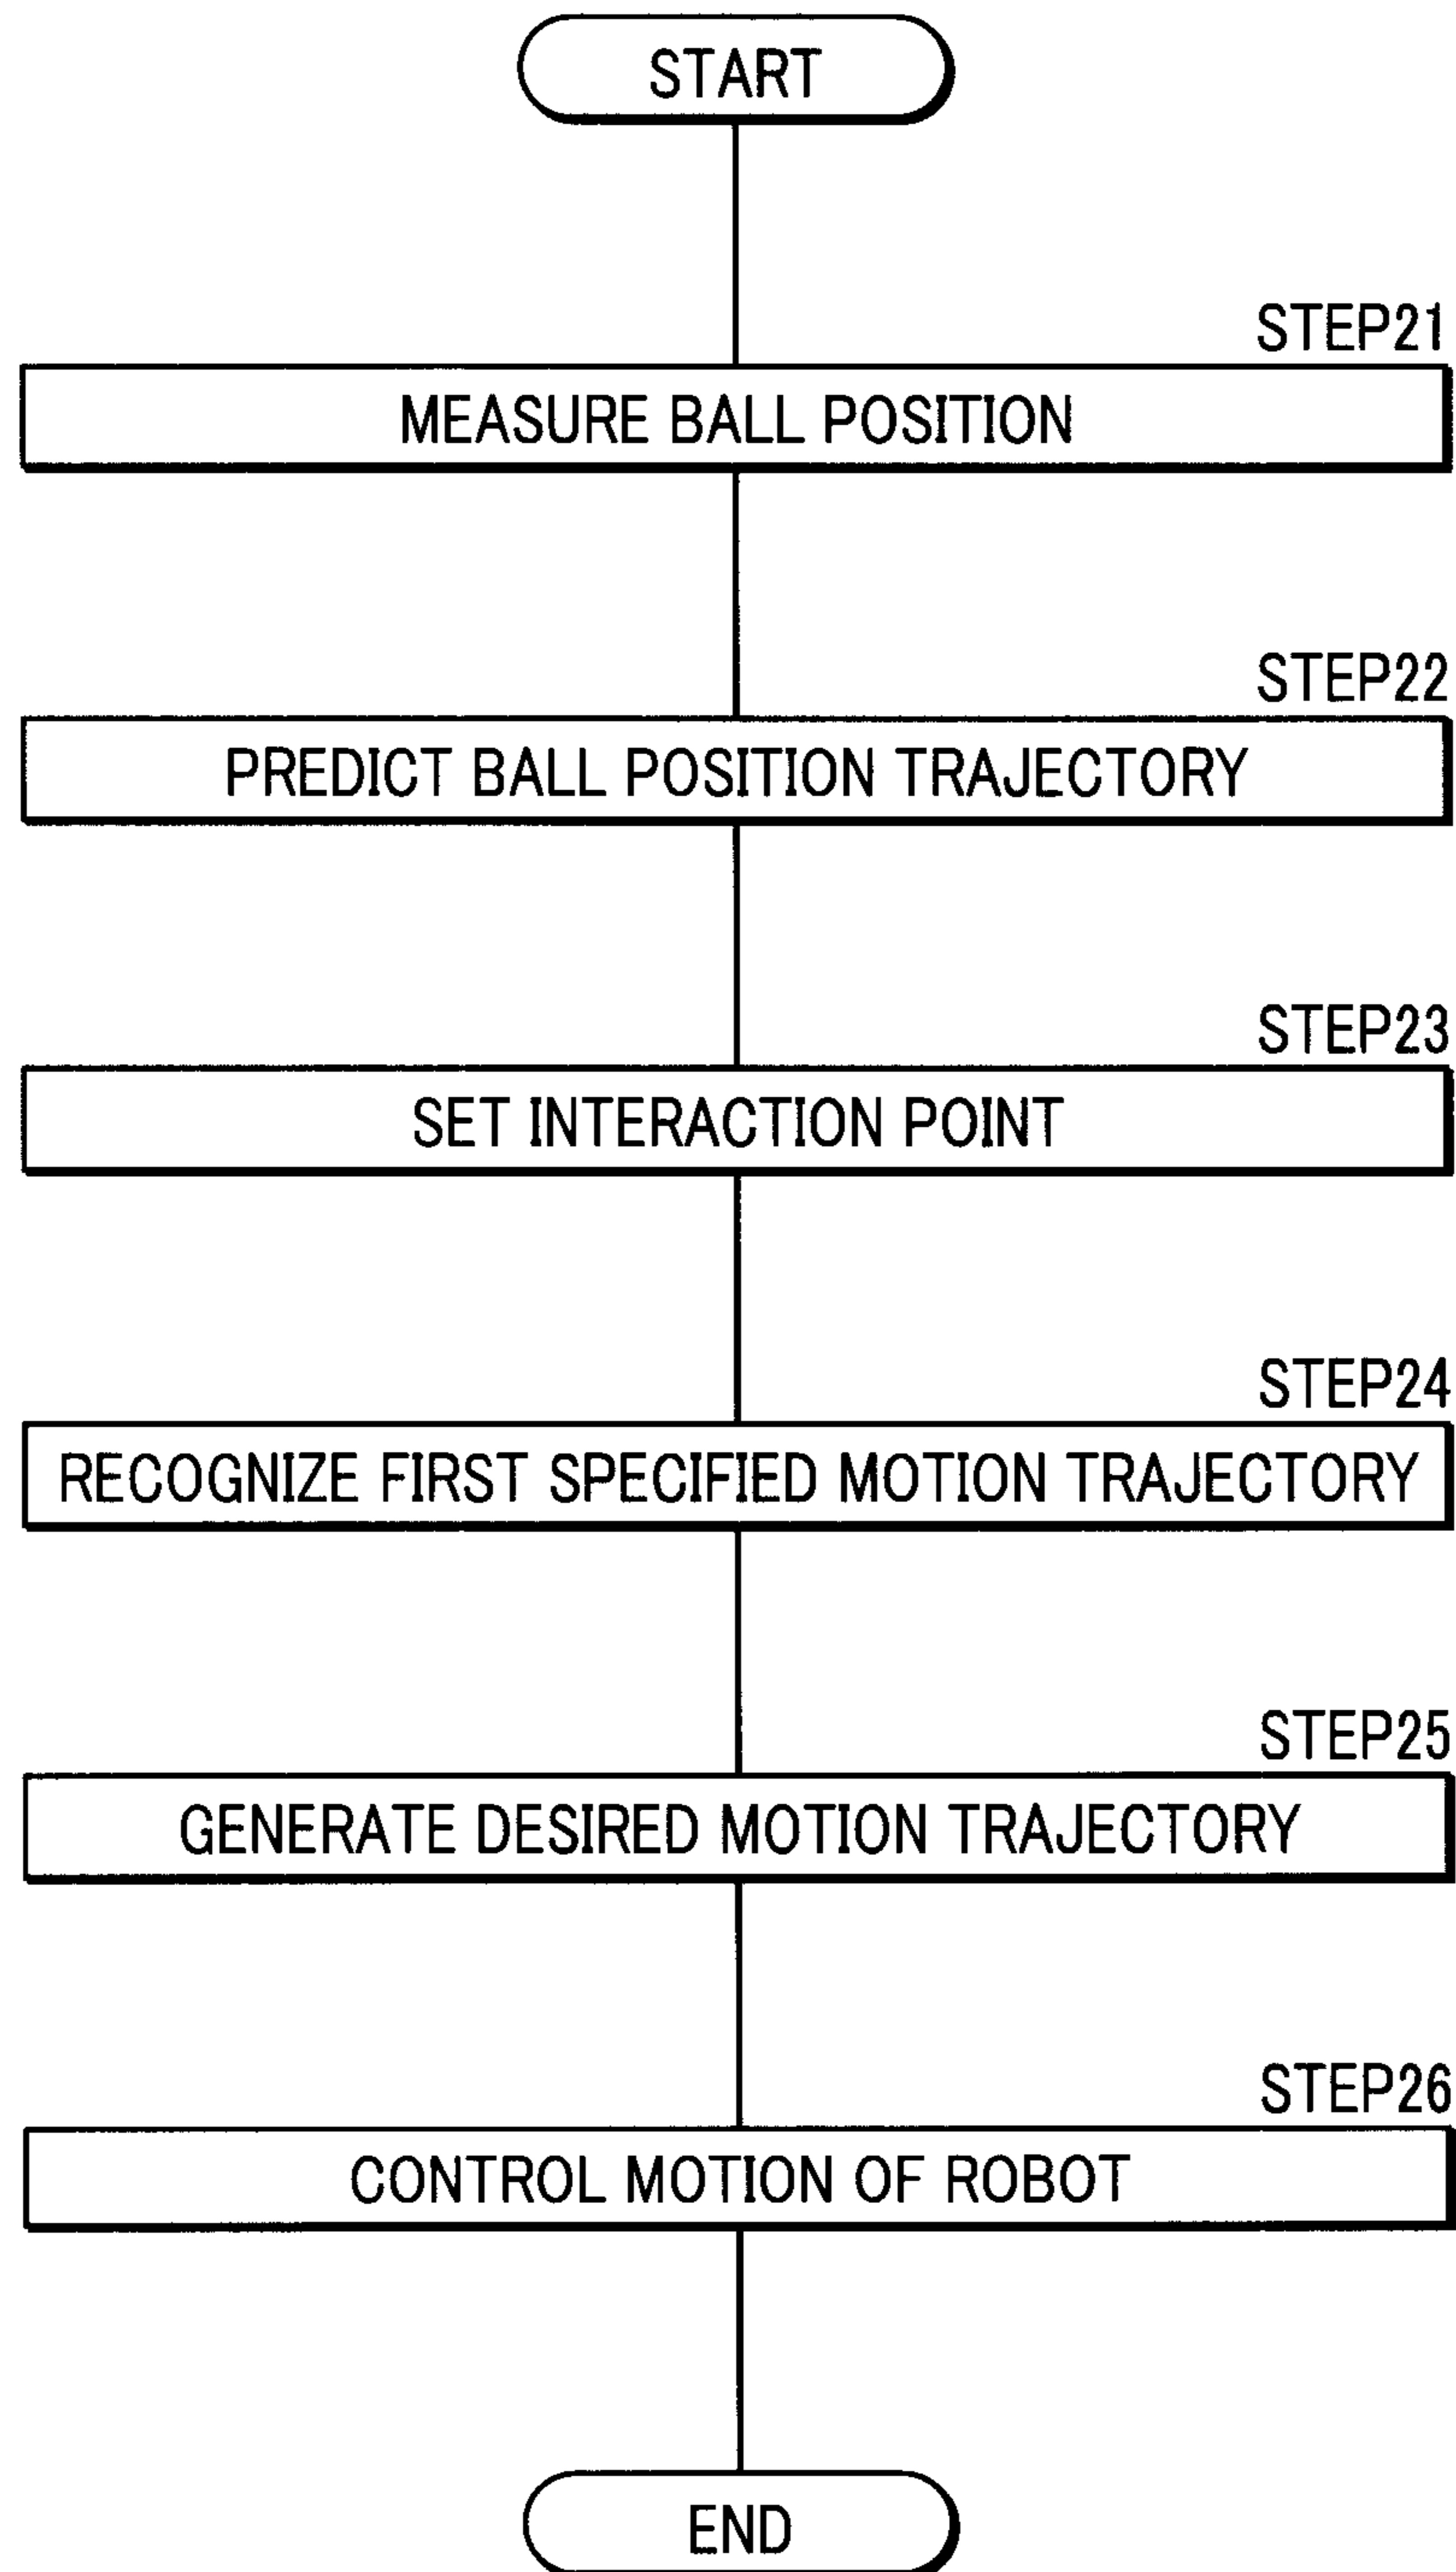 START
STEP21
MEASURE BALL POSITION
STEP22
PREDICT BALL POSITION TRAJECTORY
STEP23
SET INTERACTION POINT
STEP24
RECOGNIZE FIRST SPECIFIED MOTION TRAJECTORY
STEP25
GENERATE DESIRED MOTION TRAJECTORY
STEP26
CONTROL MOTION OF ROBOT
END